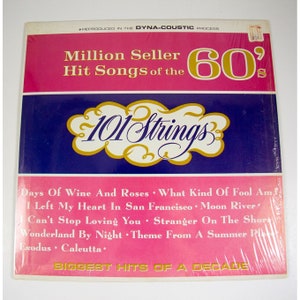 REPRODUCED IN THE DYNA-COUSTIC PROCESS
Million Seller
Hit Songs of the 60's
101 Strings
Days Of Wine And Roses · What Kind Of Fool Am I
I Left My Heart In San Francisco · Moon River
I Can't Stop Loving You · Stranger On The Shore
Wonderland By Night · Theme From A Summer Place
Exodus · Calcutta
BIGGEST HITS OF A DECADE